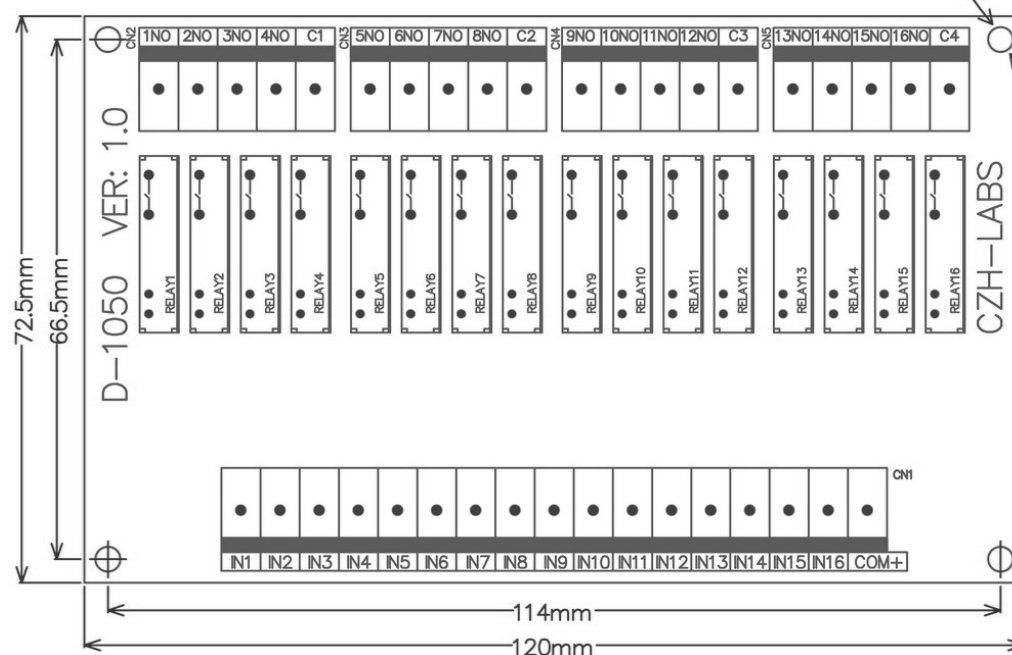 CN2 1NO 2NO 3NO 4NO C1 CN3 5NO 6NO 7NO 8NO C2 CN4 9NO 10NO 11NO 12NO C3 CN5 13NO 14NO 15NO 16NO C4
D-1050 VER: 1.0
RELAY1 RELAY2 RELAY3 RELAY4 RELAY5 RELAY6 RELAY7 RELAY8 RELAY9 RELAY10 RELAY11 RELAY12 RELAY13 RELAY14 RELAY15 RELAY16
CZH-LABS
72.5mm
66.5mm
CN1
IN1 IN2 IN3 IN4 IN5 IN6 IN7 IN8 IN9 IN10 IN11 IN12 IN13 IN14 IN15 IN16 COM+
114mm
120mm